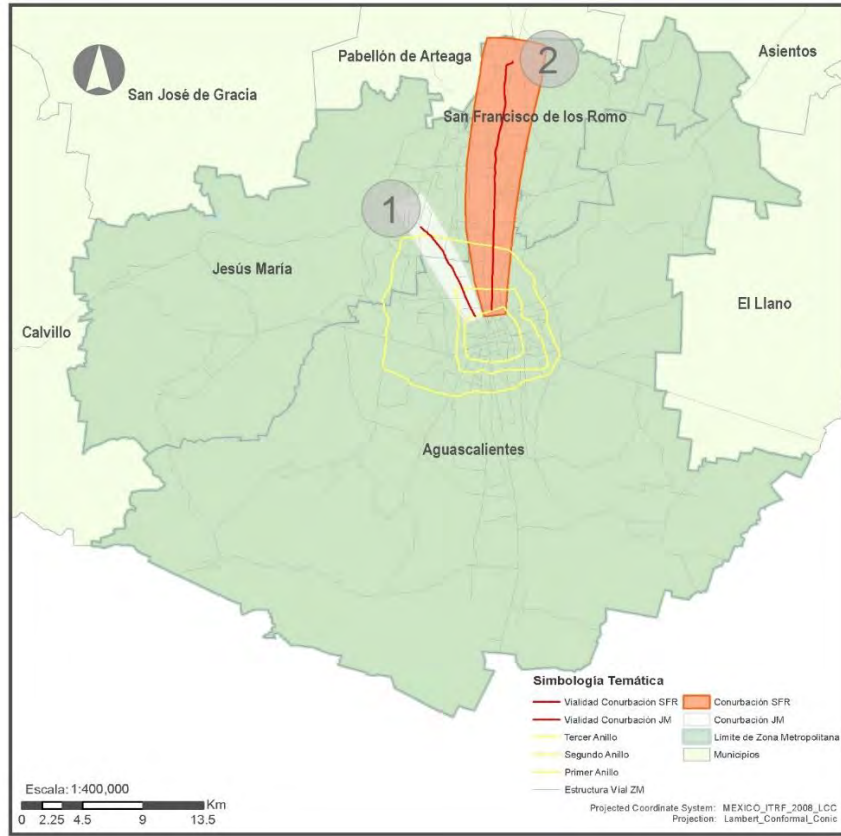 Pabellón de Arteaga
Asientos
2
San José de Gracia
San Francisco de los Romo
1
Jesús María
El Llano
Calvillo
Aguascalientes
Simbología Temática
Vialidad Conurbación SFR
Conurbación SFR
Vialidad Conurbación JM
Conurbación JM
Tercer Anillo
Límite de Zona Metropolitana
Segundo Anillo
Municipios
Primer Anillo
Estructura Vial ZM
Escala: 1:400,000
Km
0 2.25 4.5 9 13.5
Projected Coordinate System: MEXICO_ITRF_2008_LCC
Projection: Lambert_Conformal_Conic